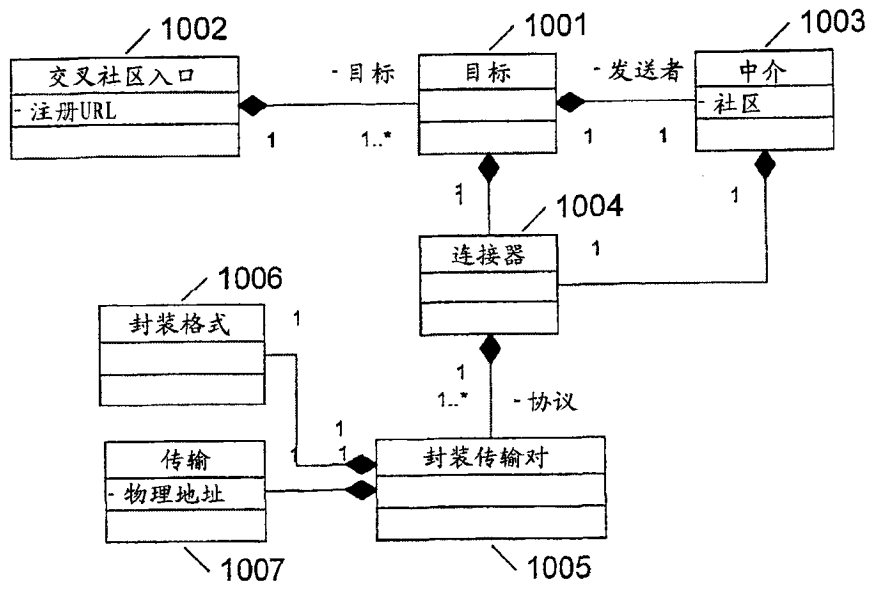 1002
1001
1003
交叉社区入口
- 注册URL
- 目标
目标
- 发送者
中介
- 社区
1
1..*
1
1
1
1
1004
连接器
1
1006
封装格式
1
1
1..*
- 协议
1
1
1
传输
- 物理地址
封装传输对
1007
1005